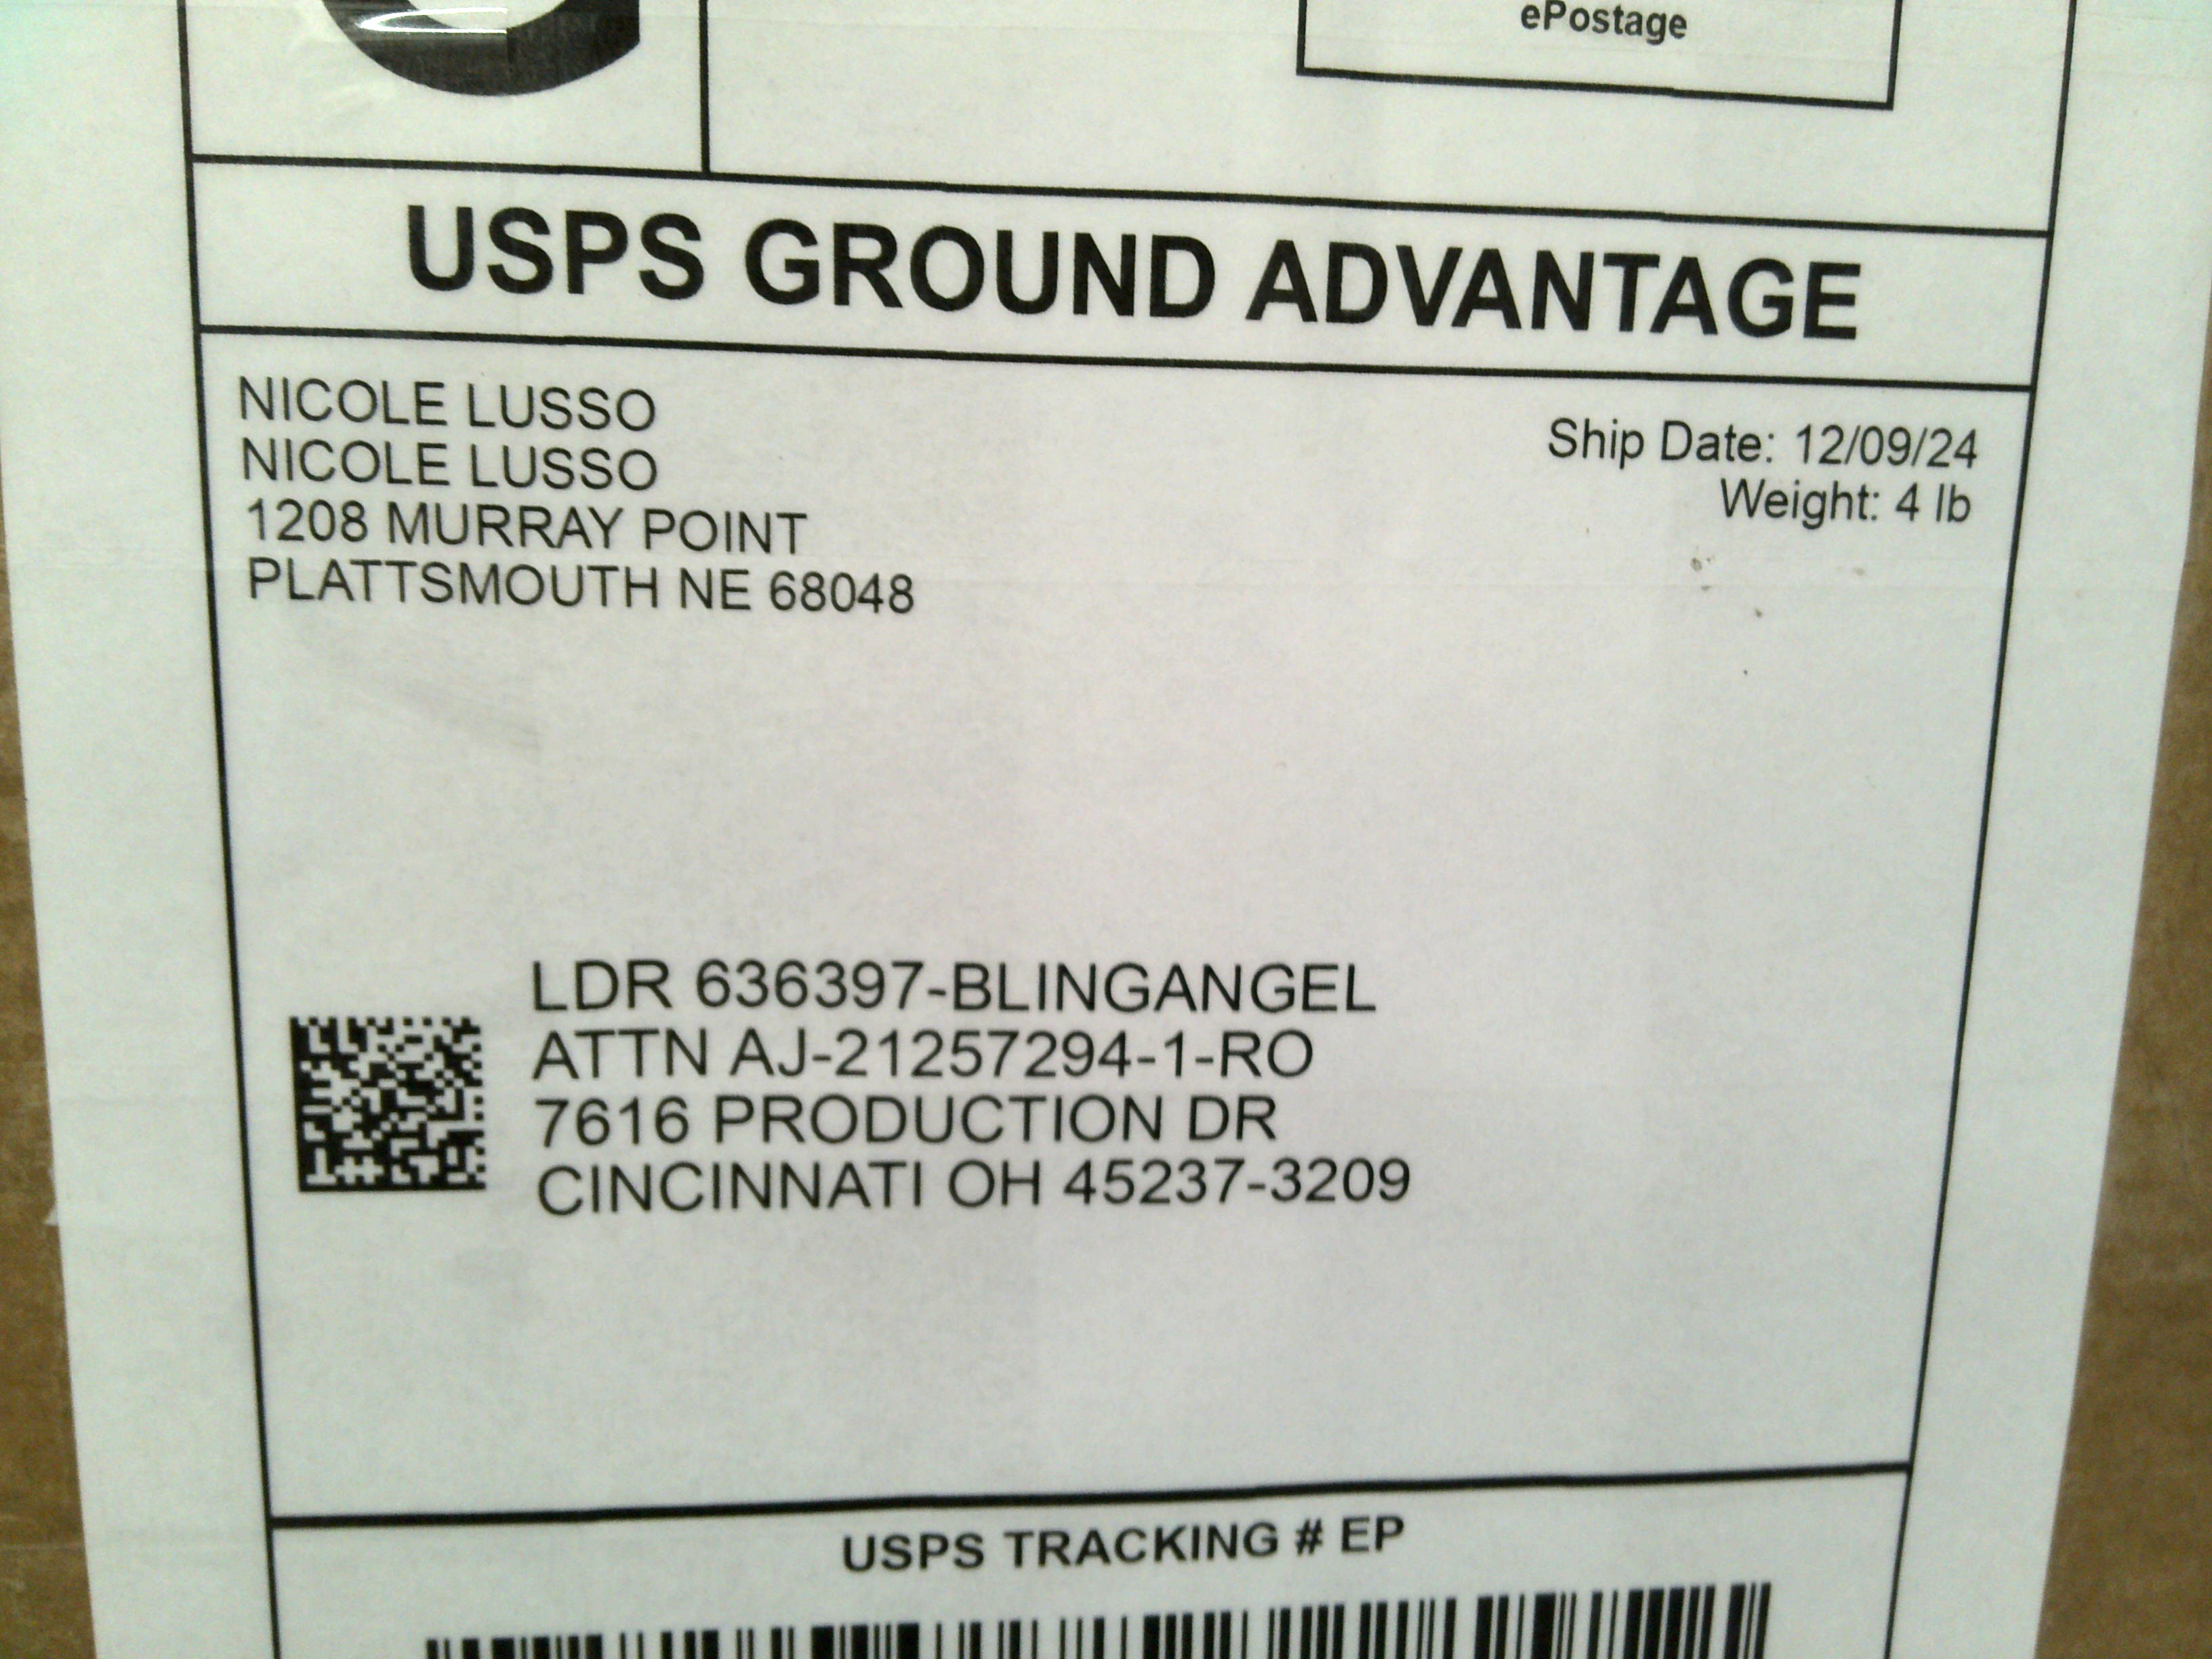 ePostage
USPS GROUND ADVANTAGE
NICOLE LUSSO
NICOLE LUSSO
1208 MURRAY POINT
PLATTSMOUTH NE 68048
Ship Date: 12/09/24
Weight: 4 lb
LDR 636397-BLINGANGEL
ATTN AJ-21257294-1-RO
7616 PRODUCTION DR
CINCINNATI OH 45237-3209
USPS TRACKING # EP